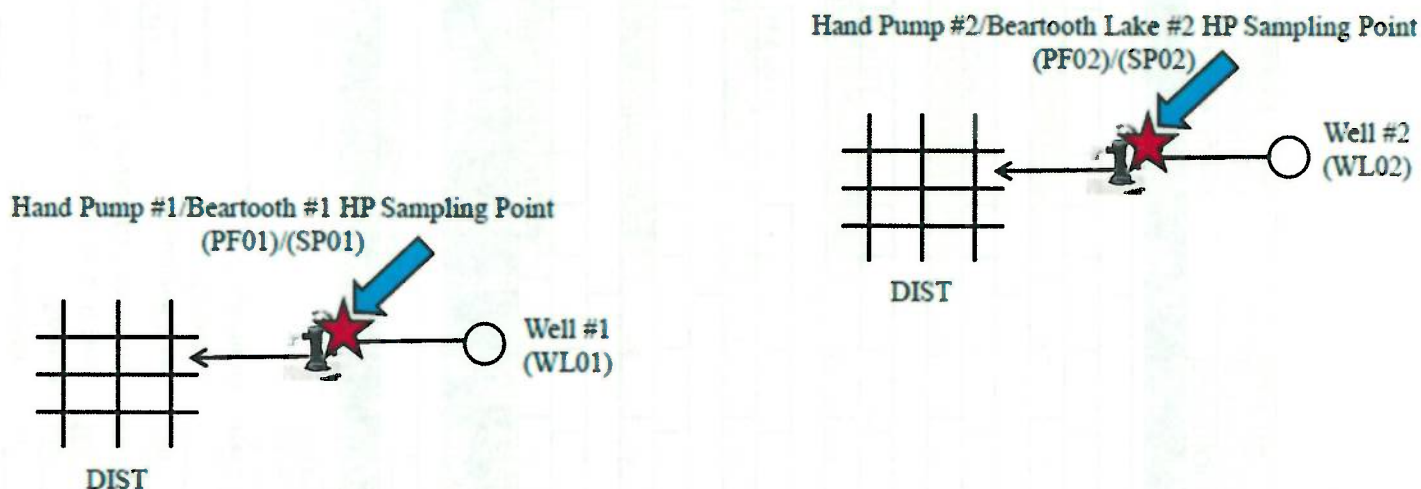 Hand Pump #2/Beartooth Lake #2 HP Sampling Point
(PF02)/(SP02)
Well #2
(WL02)
DIST
Hand Pump #1/Beartooth #1 HP Sampling Point
(PF01)/(SP01)
Well #1
(WL01)
DIST